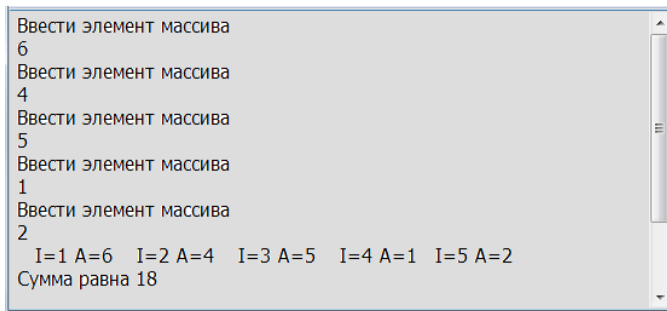 Ввести элемент массива
6
Ввести элемент массива
4
Ввести элемент массива
5
Ввести элемент массива
1
Ввести элемент массива
2
I=1 A=6 I=2 A=4 I=3 A=5 I=4 A=1 I=5 A=2
Сумма равна 18